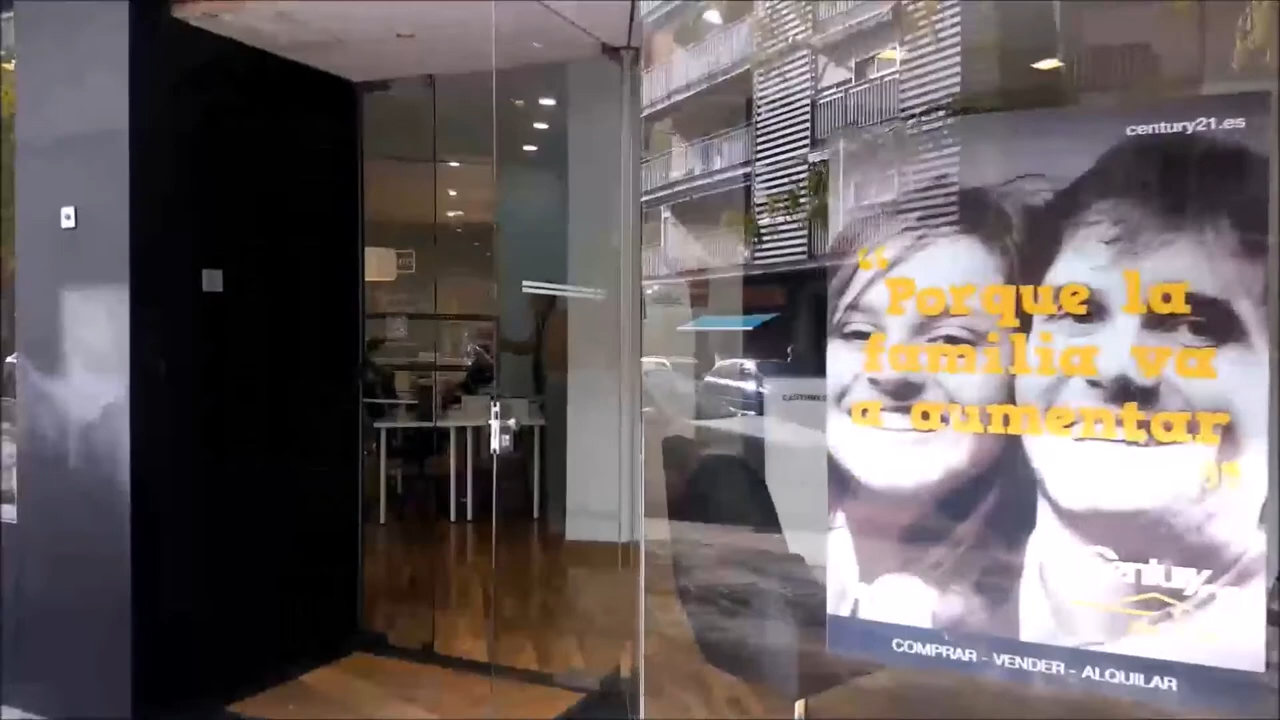 century21.es
“Porque la
familia va
a aumentar”
Century
COMPRAR - VENDER - ALQUILAR